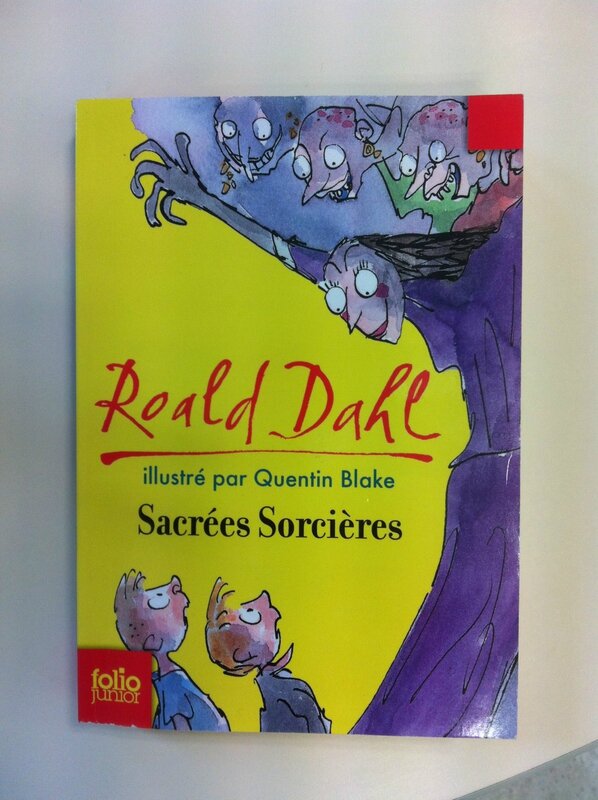 Roald Dahl
illustré par Quentin Blake
Sacrées Sorcières
folio
junior